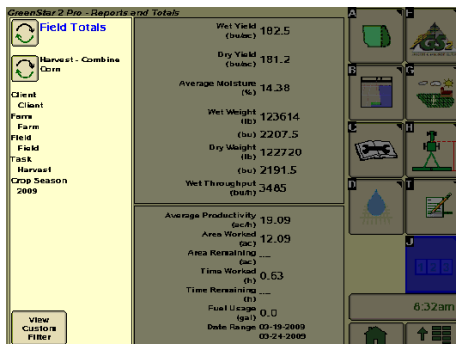 GreenStar 2 Pro - Reports and Totals
Field Totals
Harvest - Combine
Corn
Client
Client
Farm
Farm
Field
Field
Task
Harvest
Crop Season
2009
View
Custom
Filter
Wet Yield
(bu/ac) 182.5
Dry Yield
(bu/ac) 181.2
Average Moisture
(%) 14.38
Wet Weight
(lb) 123614
(bu) 2207.5
Dry Weight
(lb) 122720
(bu) 2191.5
Wet Throughput
(bu/h) 3485
Average Productivity
(ac/h) 19.09
Area Worked
(ac) 12.09
Area Remaining
(ac) ---
Time Worked
(h) 0.63
Time Remaining
(h) ---
Fuel Usage
(gal) 0.0
Date Range 03-19-2009
03-24-2009
A
F
B
G
C
H
D
I
J
8:32am